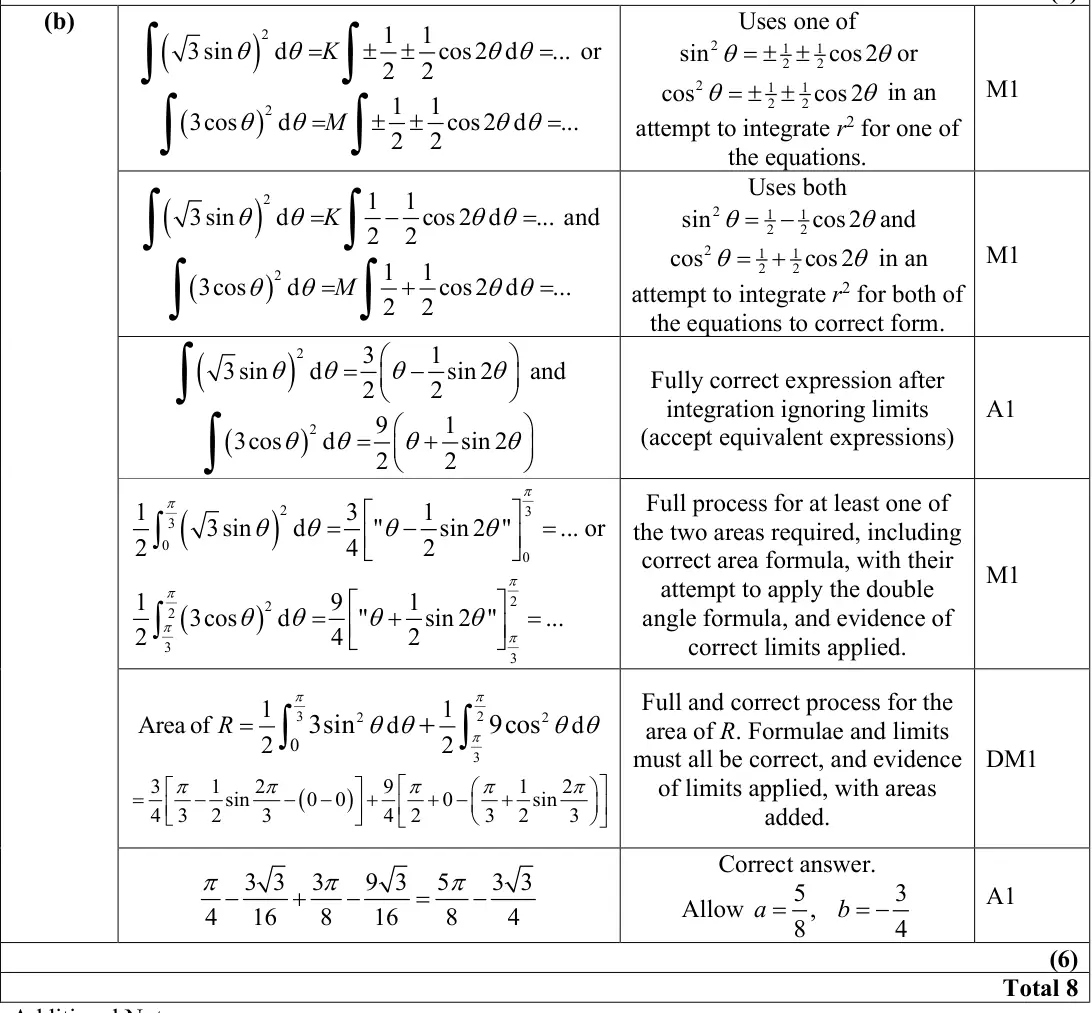 (b)
∫(√3 sin θ)² dθ = K ∫ ± 1/2 ± 1/2 cos 2θ dθ = ... or
∫(3cos θ)² dθ = M ∫ ± 1/2 ± 1/2 cos 2θ dθ = ...
Uses one of
sin² θ = ± 1/2 ± 1/2 cos 2θ or
cos² θ = ± 1/2 ± 1/2 cos 2θ in an
attempt to integrate r² for one of
the equations.
M1
∫(√3 sin θ)² dθ = K ∫ 1/2 − 1/2 cos 2θ dθ = ... and
∫(3cos θ)² dθ = M ∫ 1/2 + 1/2 cos 2θ dθ = ...
Uses both
sin² θ = 1/2 − 1/2 cos 2θ and
cos² θ = 1/2 + 1/2 cos 2θ in an
attempt to integrate r² for both of
the equations to correct form.
M1
∫(√3 sin θ)² dθ = 3/2 (θ − 1/2 sin 2θ) and
∫(3cos θ)² dθ = 9/2 (θ + 1/2 sin 2θ)
Fully correct expression after
integration ignoring limits
(accept equivalent expressions)
A1
1/2 ∫₀^(π/3) (√3 sin θ)² dθ = 3/4 ["θ − 1/2 sin 2θ"]₀^(π/3) = ... or
1/2 ∫_(π/3)^(π/2) (3cos θ)² dθ = 9/4 ["θ + 1/2 sin 2θ"]_(π/3)^(π/2) = ...
Full process for at least one of
the two areas required, including
correct area formula, with their
attempt to apply the double
angle formula, and evidence of
correct limits applied.
M1
Area of R = 1/2 ∫₀^(π/3) 3sin² θ dθ + 1/2 ∫_(π/3)^(π/2) 9cos² θ dθ
= 3/4 [π/3 − 1/2 sin 2π/3 − (0 − 0)] + 9/4 [π/2 + 0 − (π/3 + 1/2 sin 2π/3)]
Full and correct process for the
area of R. Formulae and limits
must all be correct, and evidence
of limits applied, with areas
added.
DM1
π/4 − 3√3/16 + 3π/8 − 9√3/16 = 5π/8 − 3√3/4
Correct answer.
Allow a = 5/8, b = − 3/4
A1
(6)
Total 8